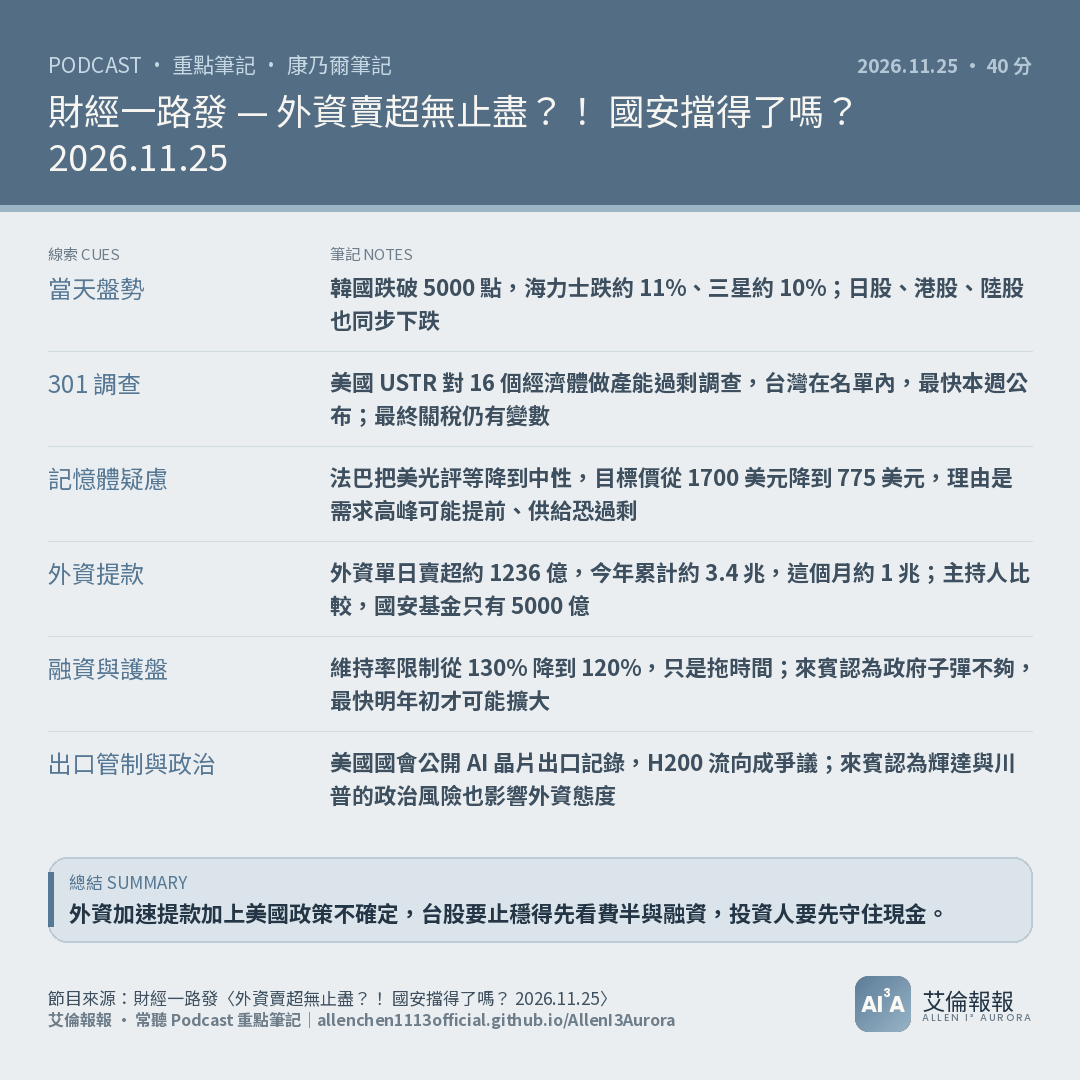 PODCAST · 重點筆記 · 康乃爾筆記
2026.11.25 · 40 分
財經一路發 — 外資賣超無止盡？！ 國安擋得了嗎？
2026.11.25
線索 CUES
筆記 NOTES
當天盤勢
韓國跌破 5000 點，海力士跌約 11%、三星約 10%；日股、港股、陸股
也同步下跌
301 調查
美國 USTR 對 16 個經濟體做產能過剩調查，台灣在名單內，最快本週公
布；最終關稅仍有變數
記憶體疑慮
法巴把美光評等降到中性，目標價從 1700 美元降到 775 美元，理由是
需求高峰可能提前、供給恐過剩
外資提款
外資單日賣超約 1236 億，今年累計約 3.4 兆，這個月約 1 兆；主持人比
較，國安基金只有 5000 億
融資與護盤
維持率限制從 130% 降到 120%，只是拖時間；來賓認為政府子彈不夠，
最快明年初才可能擴大
出口管制與政治
美國國會公開 AI 晶片出口記錄，H200 流向成爭議；來賓認為輝達與川
普的政治風險也影響外資態度
總結 SUMMARY
外資加速提款加上美國政策不確定，台股要止穩得先看費半與融資，投資人要先守住現金。
節目來源：財經一路發〈外資賣超無止盡？！ 國安擋得了嗎？ 2026.11.25〉
艾倫報報 · 常聽 Podcast 重點筆記｜allenchen1113official.github.io/AllenI3Aurora
AI³A
艾倫報報
ALLEN I³ AURORA